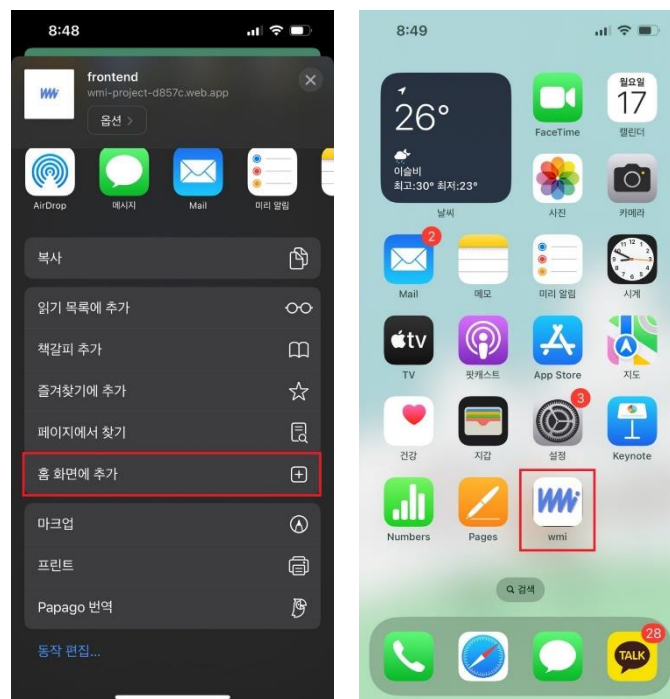 8:48
wmi
frontend
wmi-project-d857c.web.app
옵션 >
AirDrop
메시지
Mail
미리 알림
복사
읽기 목록에 추가
책갈피 추가
즐겨찾기에 추가
페이지에서 찾기
홈 화면에 추가
마크업
프린트
Papago 번역
동작 편집...
8:49
26°
이슬비
최고:30° 최저:23°
날씨
FaceTime
월요일
17
캘린더
사진
카메라
2
Mail
메모
미리 알림
시계
tv
TV
팟캐스트
App Store
지도
건강
지갑
3
설정
Keynote
Numbers
Pages
wmi
wmi
검색
TALK
28